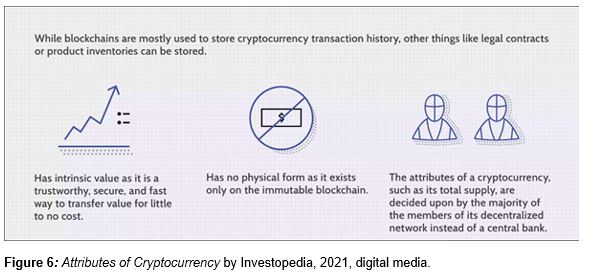 While blockchains are mostly used to store cryptocurrency transaction history, other things like legal contracts
or product inventories can be stored.
$
Has intrinsic value as it is a
trustworthy, secure, and fast
way to transfer value for little
to no cost.
Has no physical form as it exists
only on the immutable blockchain.
The attributes of a cryptocurrency,
such as its total supply, are
decided upon by the majority of
the members of its decentralized
network instead of a central bank.
Figure 6: Attributes of Cryptocurrency by Investopedia, 2021, digital media.